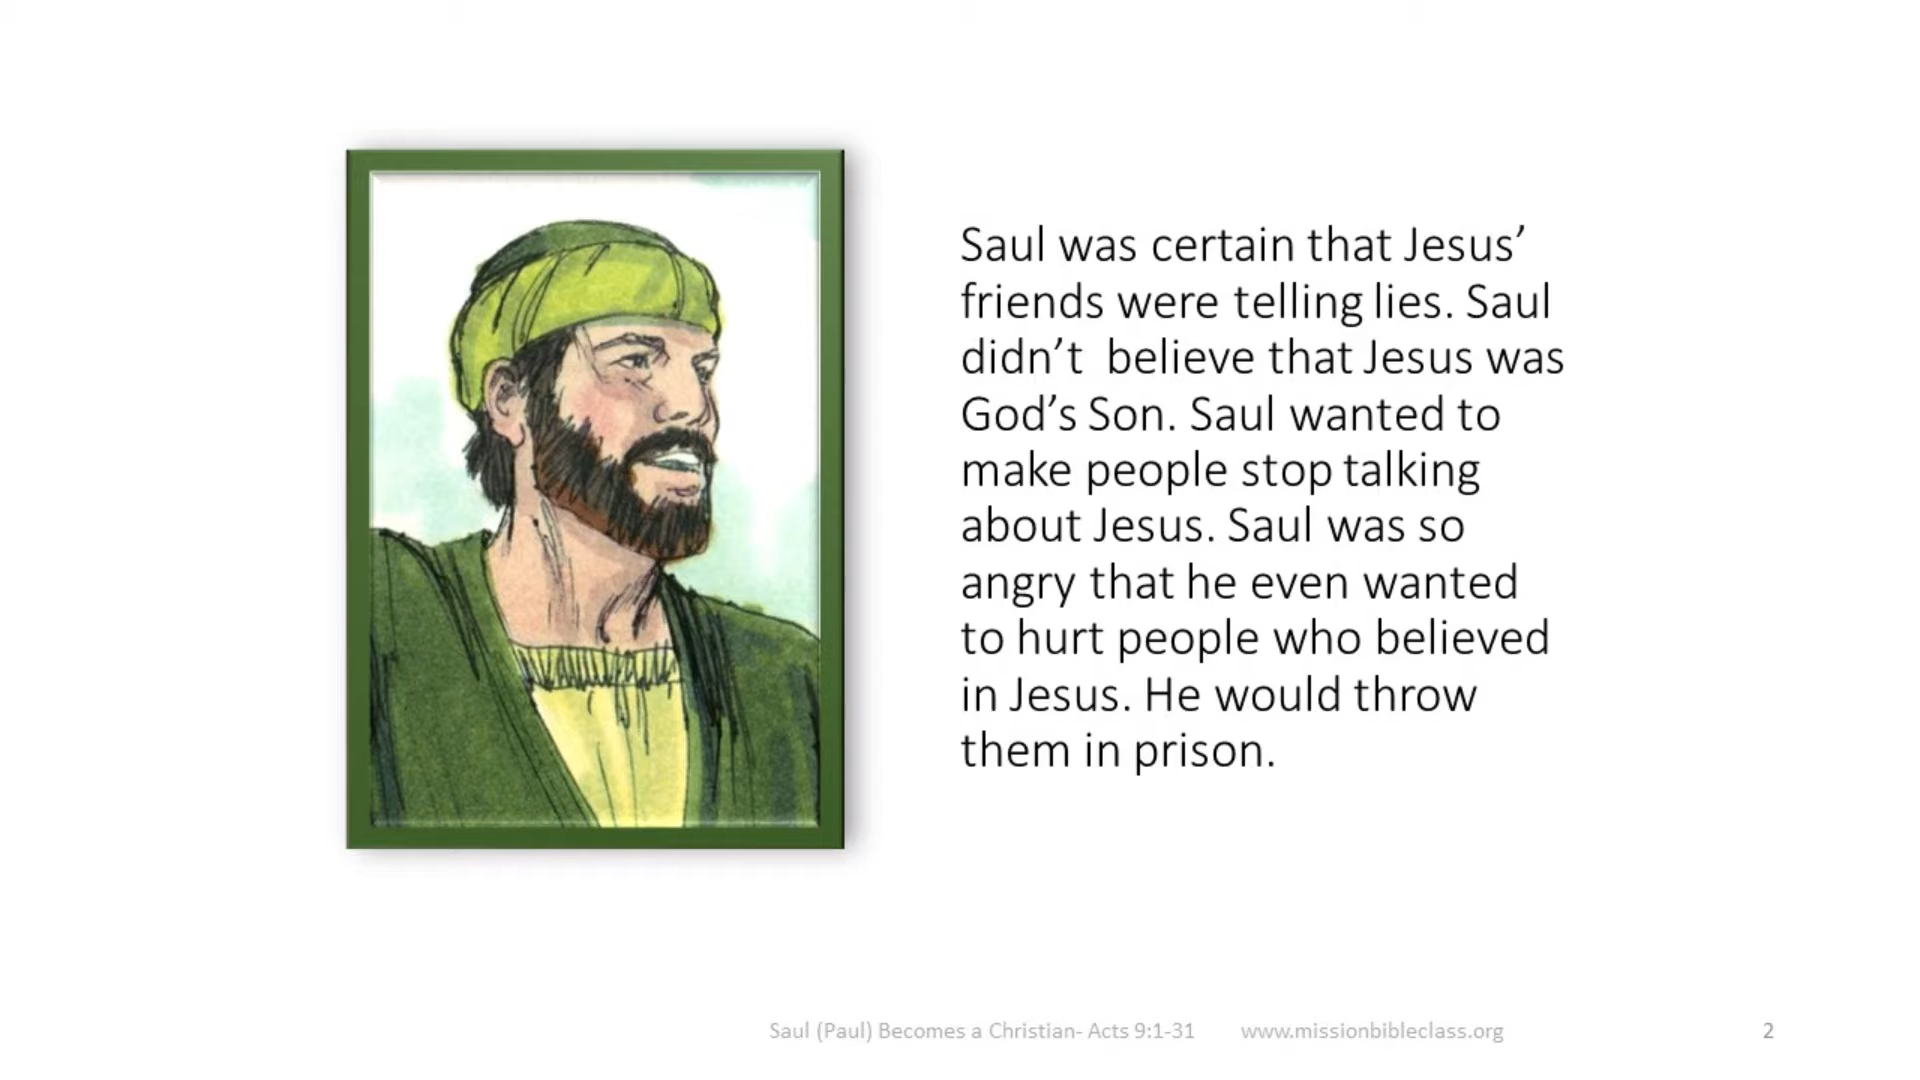 Saul was certain that Jesus’
friends were telling lies. Saul
didn’t  believe that Jesus was
God’s Son. Saul wanted to
make people stop talking
about Jesus. Saul was so
angry that he even wanted
to hurt people who believed
in Jesus. He would throw
them in prison.
Saul (Paul) Becomes a Christian- Acts 9:1-31 www.missionbibleclass.org 2